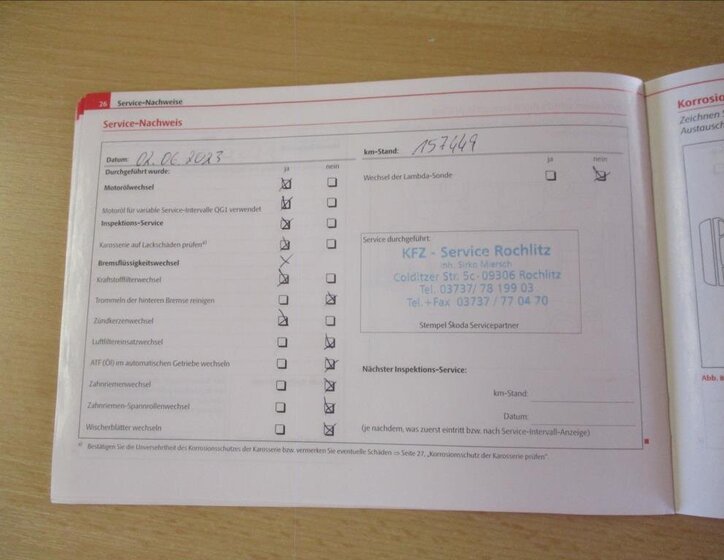 26 Service-Nachweise
Service-Nachweis
Datum: 02.06.2023
km-Stand: 157449
Durchgeführt wurde: ja nein
ja nein
Motorölwechsel
Wechsel der Lambda-Sonde
Motoröl für variable Service-Intervalle QG1 verwendet
Inspektions-Service
Karosserie auf Lackschäden prüfen a)
Bremsflüssigkeitswechsel
Kraftstofffilterwechsel
Trommeln der hinteren Bremse reinigen
Zündkerzenwechsel
Luftfiltereinsatzwechsel
ATF (Öl) im automatischen Getriebe wechseln
Zahnriemenwechsel
Zahnriemen-Spannrollenwechsel
Wischerblätter wechseln
Service durchgeführt:
KFZ - Service Rochlitz
Inh. Sirko Miersch
Colditzer Str. 5c · 09306 Rochlitz
Tel. 03737/ 78 199 03
Tel.+Fax 03737 / 77 04 70
Stempel Škoda Servicepartner
Nächster Inspektions-Service:
km-Stand:
Datum:
(je nachdem, was zuerst eintritt bzw. nach Service-Intervall-Anzeige)
a) Bestätigen Sie die Unversehrtheit des Korrosionsschutzes der Karosserie bzw. vermerken Sie eventuelle Schäden ⇒ Seite 27, „Korrosionsschutz der Karosserie prüfen“.
Korrosio
Zeichnen S
Austausch
Abb.